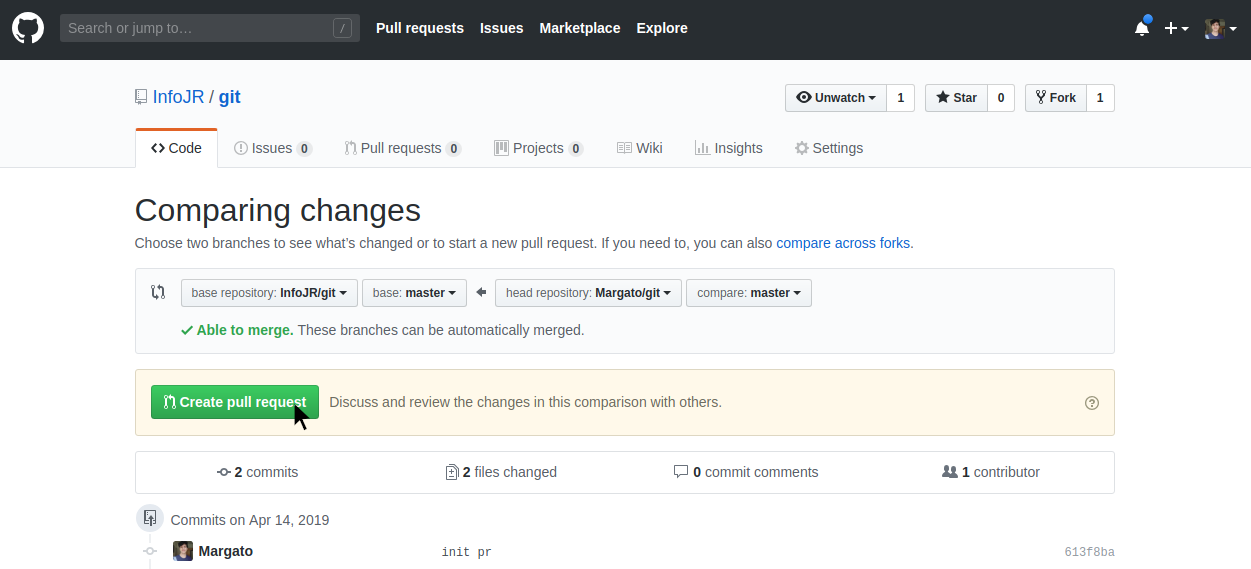 Search or jump to… / Pull requests Issues Marketplace Explore
InfoJR / git Unwatch 1 Star 0 Fork 1
Code Issues 0 Pull requests 0 Projects 0 Wiki Insights Settings
Comparing changes
Choose two branches to see what’s changed or to start a new pull request. If you need to, you can also compare across forks.
base repository: InfoJR/git base: master head repository: Margato/git compare: master
Able to merge. These branches can be automatically merged.
Create pull request Discuss and review the changes in this comparison with others.
2 commits 2 files changed 0 commit comments 1 contributor
Commits on Apr 14, 2019
Margato init pr 613f8ba